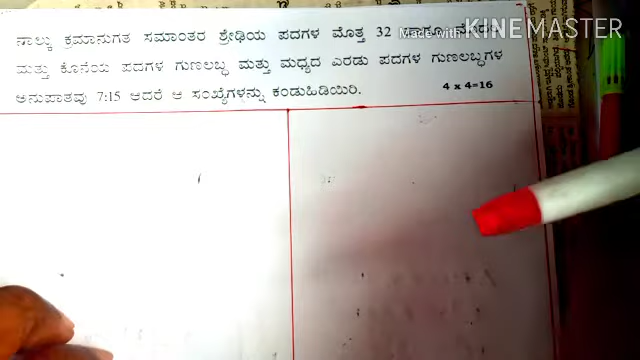 ನಾಲ್ಕು ಕ್ರಮಾನುಗತ ಸಮಾಂತರ ಶ್ರೇಢಿಯ ಪದಗಳ ಮೊತ್ತ 32
Made with KINEMASTER
ಮತ್ತು ಕೊನೆಯ ಪದಗಳ ಗುಣಲಬ್ಧ ಮತ್ತು ಮಧ್ಯದ ಎರಡು ಪದಗಳ ಗುಣಲಬ್ಧಗಳ
ಅನುಪಾತವು 7:15 ಆದರೆ ಆ ಸಂಖ್ಯೆಗಳನ್ನು ಕಂಡುಹಿಡಿಯಿರಿ.
4 x 4=16